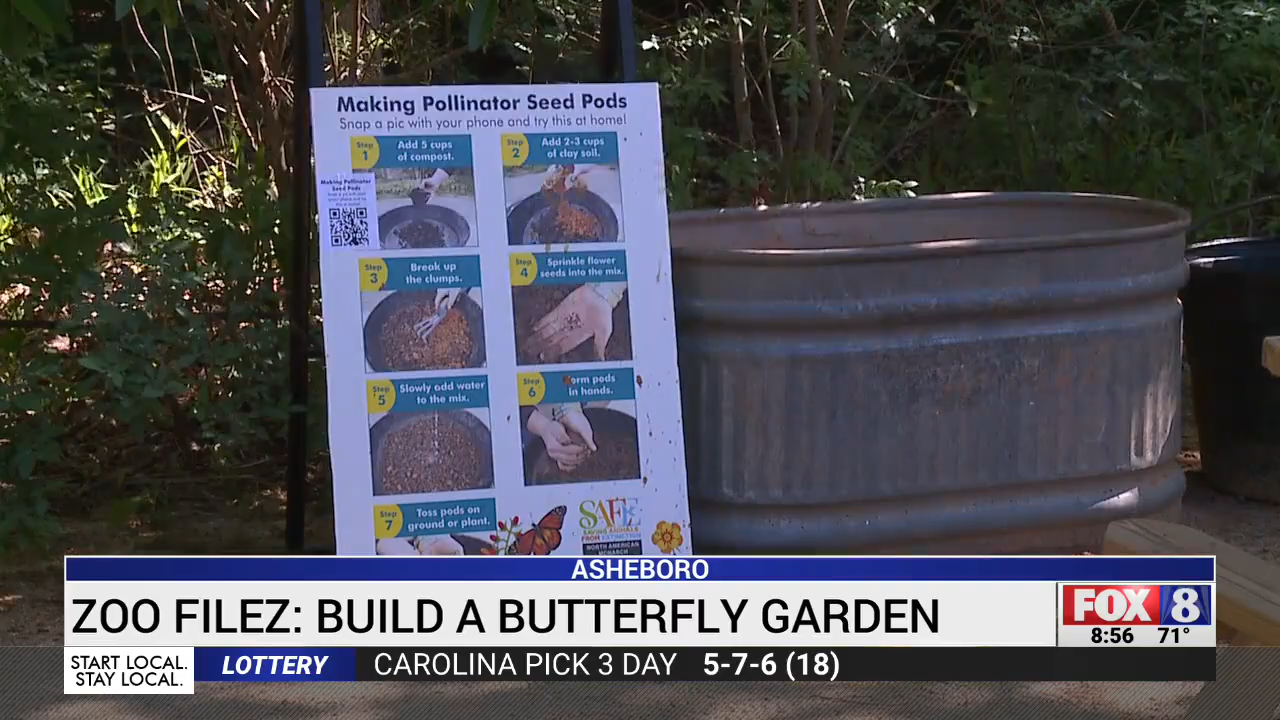 Making Pollinator Seed Pods
Snap a pic with your phone and try this at home!
Step 1
Add 5 cups
of compost.
Step 2
Add 2-3 cups
of clay soil.
Making Pollinator
Seed Pods
Step 3
Break up
the clumps.
Step 4
Sprinkle flower
seeds into the mix.
Step 5
Slowly add water
to the mix.
Step 6
orm pods
in hands.
Step 7
Toss pods on
ground or plant.
SAFE
SAVING ANIMALS
FROM EXTINCTION
NORTH AMERICAN
MONARCH
ASHEBORO
ZOO FILEZ: BUILD A BUTTERFLY GARDEN
FOX 8
8:56 71°
START LOCAL.
STAY LOCAL.
LOTTERY CAROLINA PICK 3 DAY 5-7-6 (18)